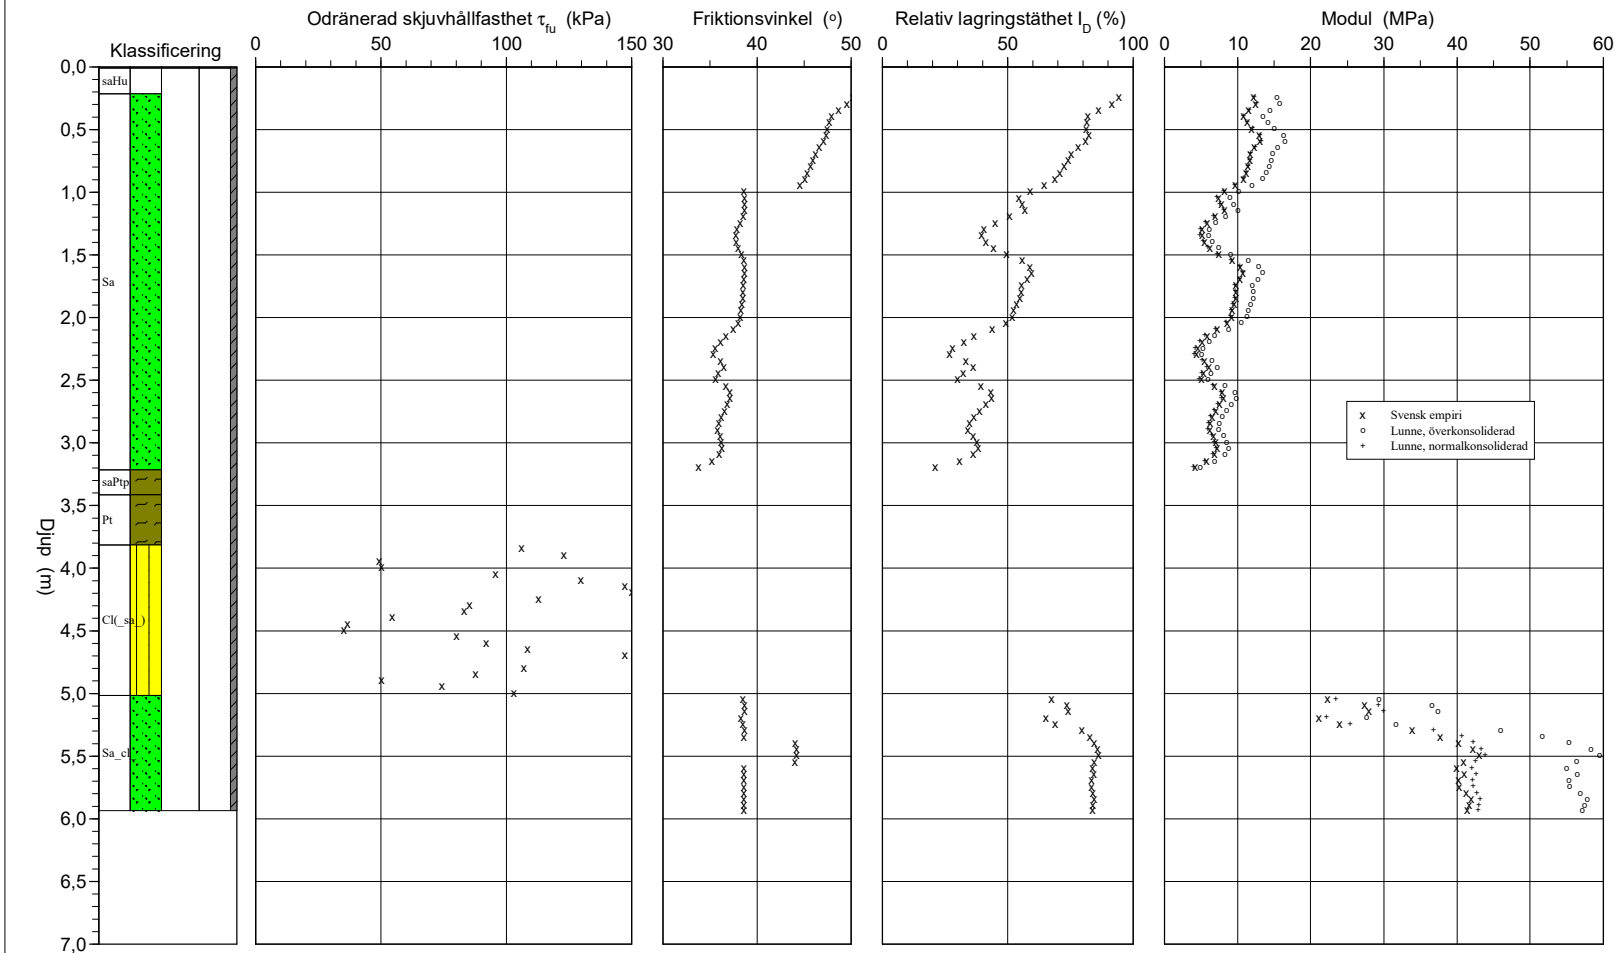 Odränerad skjuvhållfasthet τfu (kPa)
Friktionsvinkel (o)
Relativ lagringstäthet ID (%)
Modul (MPa)
Klassificering
0 50 100 150
30 40 50
0 50 100
0 10 20 30 40 50 60
0,0
saHu
0,5
1,0
1,5
Sa
2,0
2,5
x Svensk empiri
o Lunne, överkonsoliderad
+ Lunne, normalkonsoliderad
3,0
saPtp
3,5
Pt
Djup (m)
4,0
Cl(_sa_)
4,5
5,0
Sa_cl
5,5
6,0
6,5
7,0